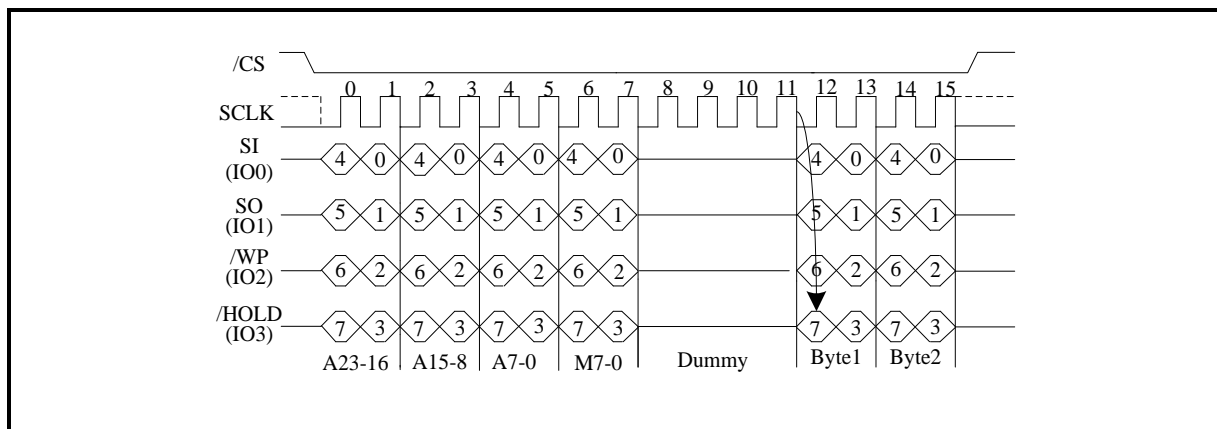 /CS
0 1 2 3 4 5 6 7 8 9 10 11 12 13 14 15
SCLK
SI
(IO0)
4 0 4 0 4 0 4 0 4 0 4 0
SO
(IO1)
5 1 5 1 5 1 5 1 5 1 5 1
/WP
(IO2)
6 2 6 2 6 2 6 2 6 2 6 2
/HOLD
(IO3)
7 3 7 3 7 3 7 3 7 3 7 3
A23-16 A15-8 A7-0 M7-0 Dummy Byte1 Byte2